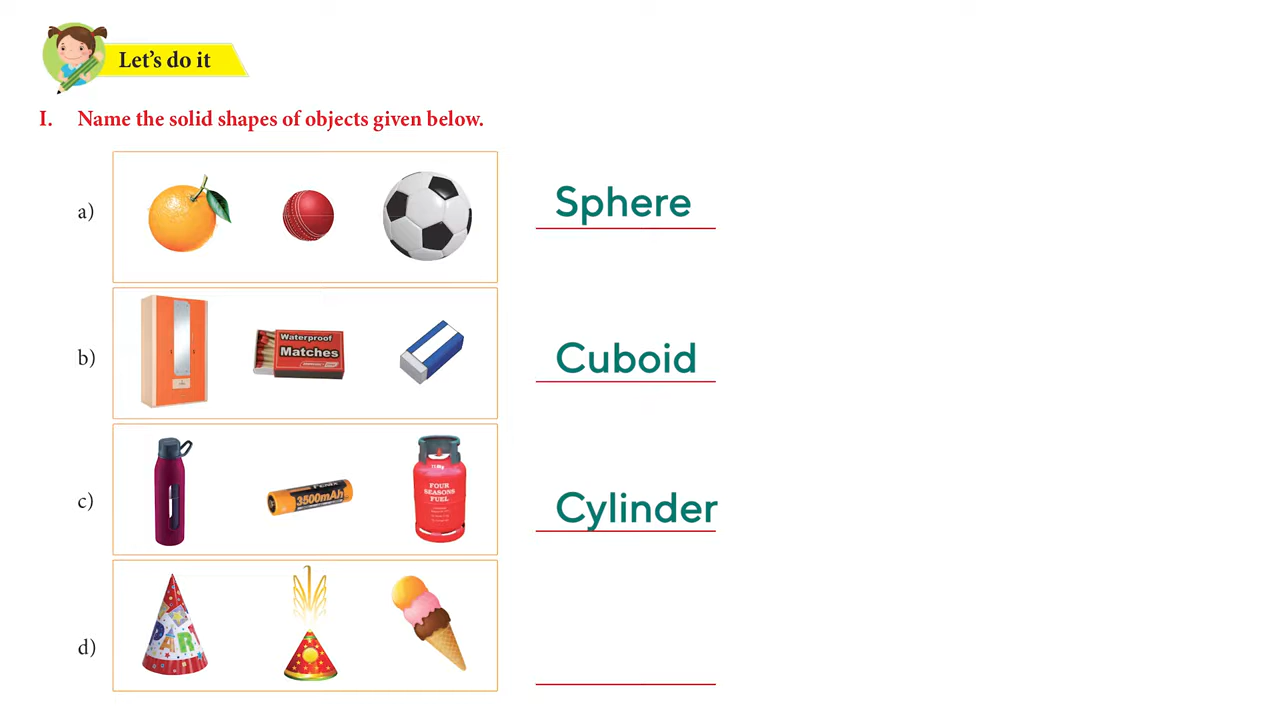 Let's do it
I. Name the solid shapes of objects given below.
a) Sphere
b) Waterproof
Matches
Cuboid
c) 3500mAh
FOUR
SEASONS
FUEL
Cylinder
d) PART